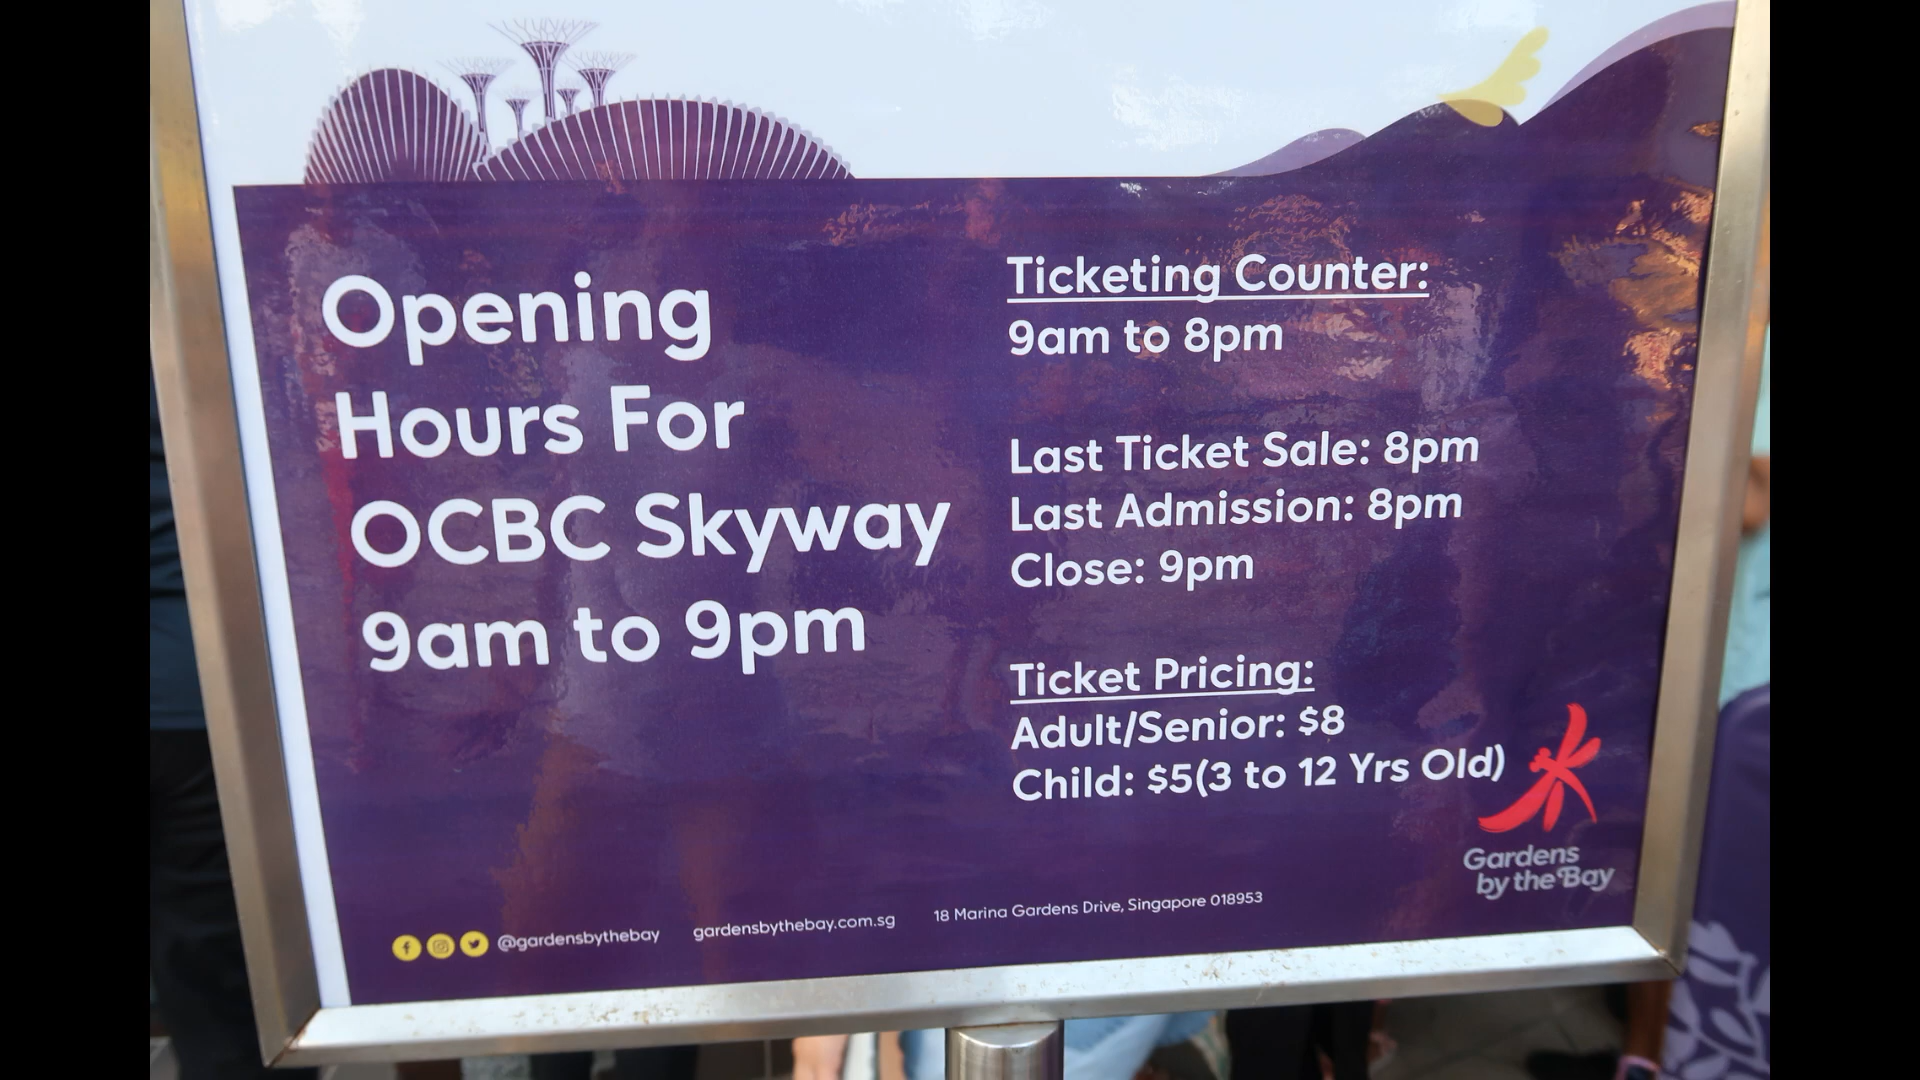 Opening
Hours For
OCBC Skyway
9am to 9pm
Ticketing Counter:
9am to 8pm
Last Ticket Sale: 8pm
Last Admission: 8pm
Close: 9pm
Ticket Pricing:
Adult/Senior: $8
Child: $5(3 to 12 Yrs Old)
Gardens
by the Bay
@gardensbythebay gardensbythebay.com.sg 18 Marina Gardens Drive, Singapore 018953